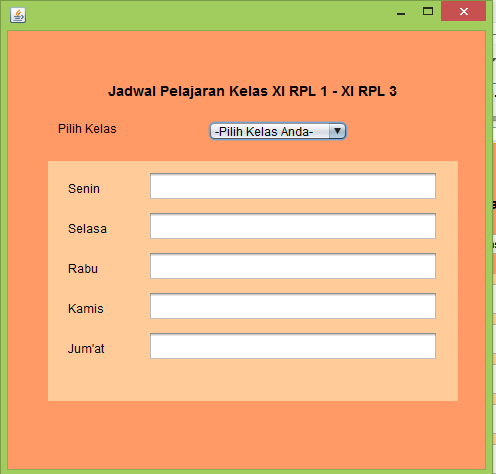 Jadwal Pelajaran Kelas XI RPL 1 - XI RPL 3
Pilih Kelas -Pilih Kelas Anda-
Senin
Selasa
Rabu
Kamis
Jum'at